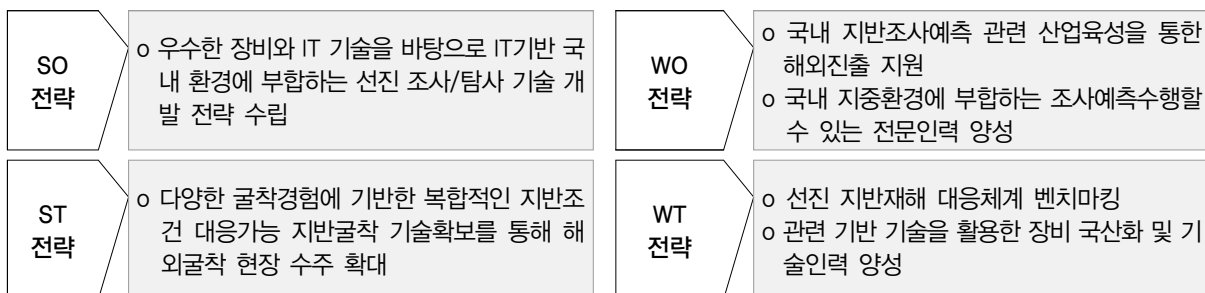 SO
전략
o 우수한 장비와 IT 기술을 바탕으로 IT기반 국
내 환경에 부합하는 선진 조사/탐사 기술 개
발 전략 수립
WO
전략
o 국내 지반조사예측 관련 산업육성을 통한
해외진출 지원
o 국내 지중환경에 부합하는 조사예측수행할
수 있는 전문인력 양성
ST
전략
o 다양한 굴착경험에 기반한 복합적인 지반조
건 대응가능 지반굴착 기술확보를 통해 해
외굴착 현장 수주 확대
WT
전략
o 선진 지반재해 대응체계 벤치마킹
o 관련 기반 기술을 활용한 장비 국산화 및 기
술인력 양성